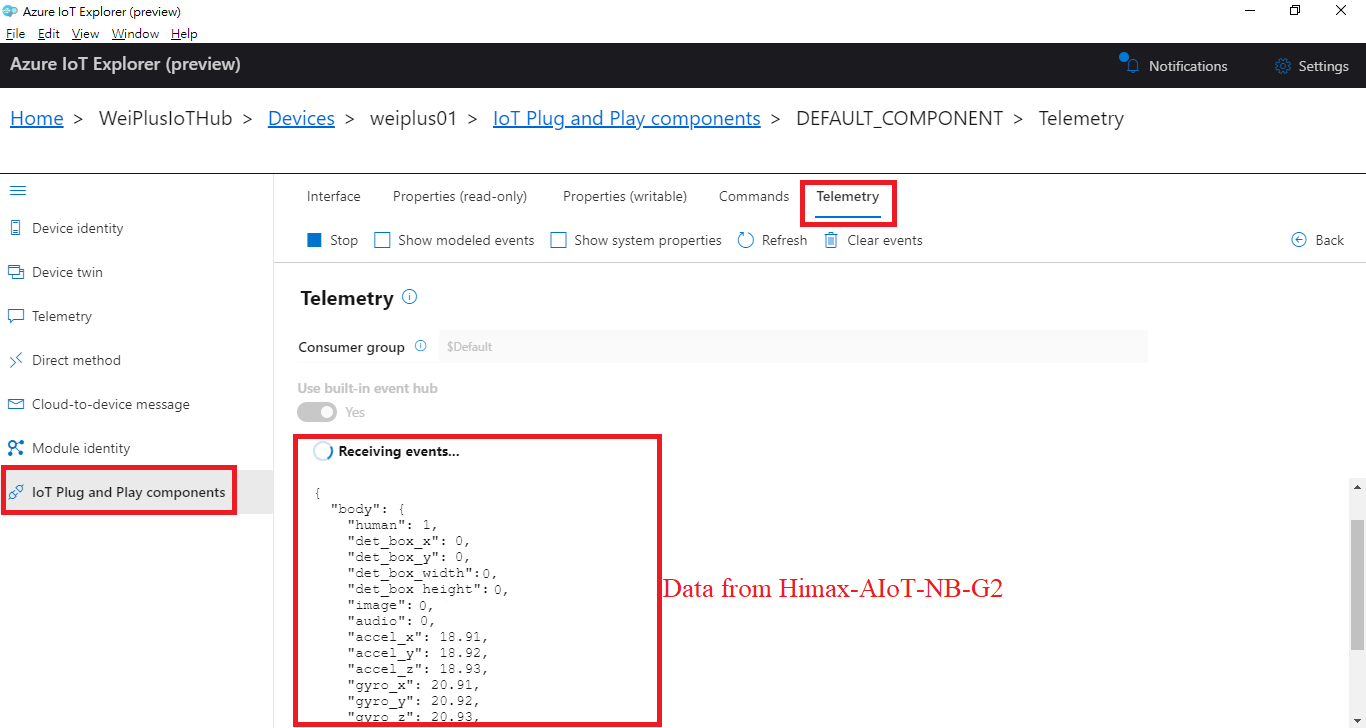 Azure IoT Explorer (preview)
File Edit View Window Help
Azure IoT Explorer (preview)
Notifications
Settings
Home > WeiPlusIoTHub > Devices > weiplus01 > IoT Plug and Play components > DEFAULT_COMPONENT > Telemetry
Device identity
Device twin
Telemetry
Direct method
Cloud-to-device message
Module identity
IoT Plug and Play components
Interface Properties (read-only) Properties (writable) Commands Telemetry
Stop Show modeled events Show system properties Refresh Clear events Back
Telemetry
Consumer group $Default
Use built-in event hub
Yes
Receiving events...
{
"body": {
"human": 1,
"det_box_x": 0,
"det_box_y": 0,
"det_box_width":0,
"det_box height": 0,
"image": 0,
"audio": 0,
"accel_x": 18.91,
"accel_y": 18.92,
"accel_z": 18.93,
"gyro_x": 20.91,
"gyro_y": 20.92,
"gyro_z": 20.93,
Data from Himax-AIoT-NB-G2